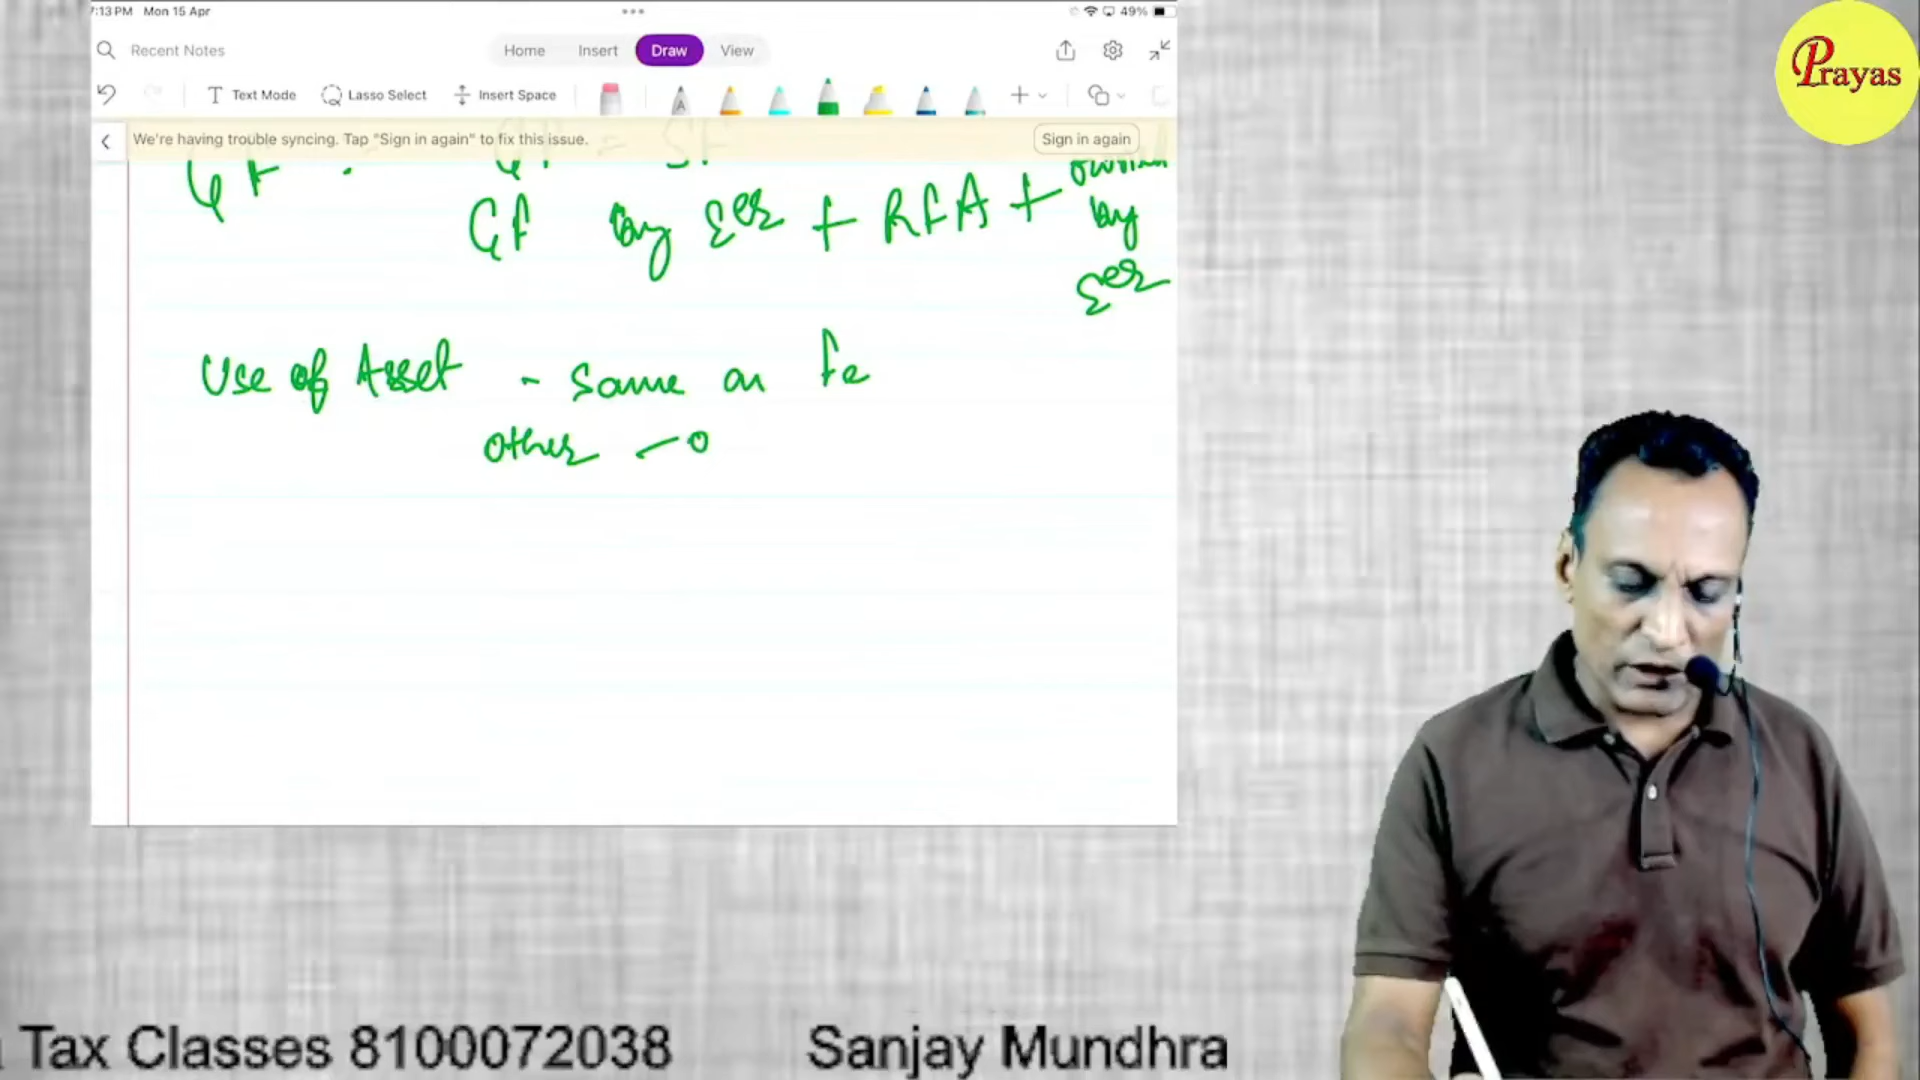 7:13 PM Mon 15 Apr
49%
Prayas
Recent Notes
Home Insert Draw View
Text Mode Lasso Select Insert Space
We're having trouble syncing. Tap "Sign in again" to fix this issue. Sign in again
GF by Eer + RFA +
by
Eer
Use of Asset - Same as
Other - 0
Tax Classes 8100072038 Sanjay Mundhra